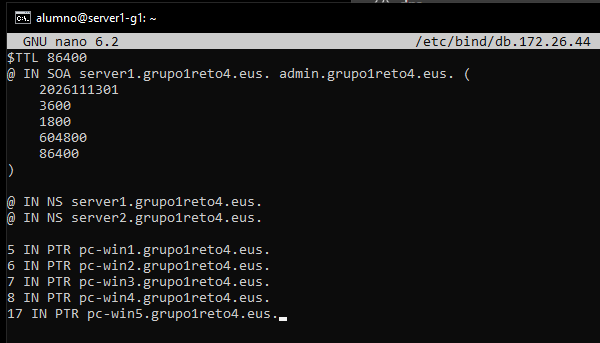 alumno@server1-g1: ~
GNU nano 6.2 /etc/bind/db.172.26.44
$TTL 86400
@ IN SOA server1.grupo1reto4.eus. admin.grupo1reto4.eus. (
2026111301
3600
1800
604800
86400
)
@ IN NS server1.grupo1reto4.eus.
@ IN NS server2.grupo1reto4.eus.
5 IN PTR pc-win1.grupo1reto4.eus.
6 IN PTR pc-win2.grupo1reto4.eus.
7 IN PTR pc-win3.grupo1reto4.eus.
8 IN PTR pc-win4.grupo1reto4.eus.
17 IN PTR pc-win5.grupo1reto4.eus.